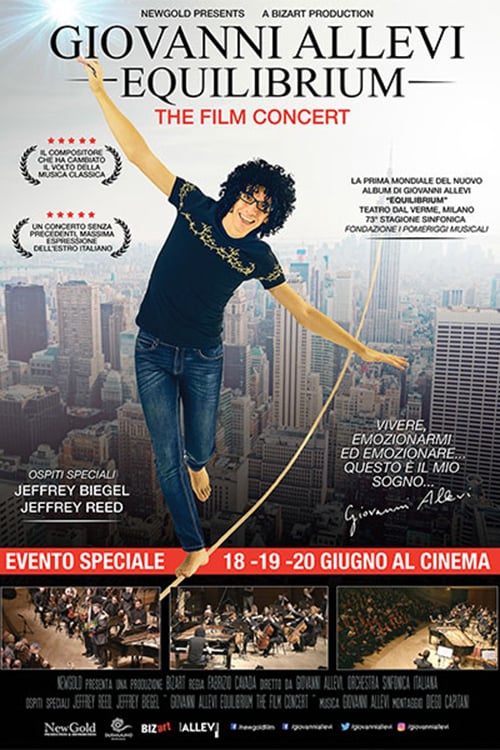 NEWGOLD PRESENTS A BIZART PRODUCTION
GIOVANNI ALLEVI
EQUILIBRIUM
THE FILM CONCERT
IL COMPOSITORE
CHE HA CAMBIATO
IL VOLTO DELLA
MUSICA CLASSICA
UN CONCERTO SENZA
PRECEDENTI, MASSIMA
ESPRESSIONE
DELL'ESTRO ITALIANO
LA PRIMA MONDIALE DEL NUOVO
ALBUM DI GIOVANNI ALLEVI
"EQUILIBRIUM"
TEATRO DAL VERME, MILANO
73ª STAGIONE SINFONICA
FONDAZIONE I POMERIGGI MUSICALI
VIVERE,
EMOZIONARMI
ED EMOZIONARE...
QUESTO È IL MIO
SOGNO...
Giovanni Allevi
OSPITI SPECIALI
JEFFREY BIEGEL
JEFFREY REED
EVENTO SPECIALE 18-19-20 GIUGNO AL CINEMA
NEWGOLD PRESENTA UNA PRODUZIONE BIZART REGIA FABRIZIO CAVADA DIRETTO DA GIOVANNI ALLEVI. ORCHESTRA SINFONICA ITALIANA
OSPITI SPECIALI JEFFREY REED, JEFFREY BIEGEL "GIOVANNI ALLEVI EQUILIBRIUM THE FILM CONCERT" MUSICA GIOVANNI ALLEVI MONTAGGIO DIEGO CAPITANI
NewGold BIZart ALLEVI /newgoldfilm /giovanniallevi /giovanniallevi /giovanniallevi